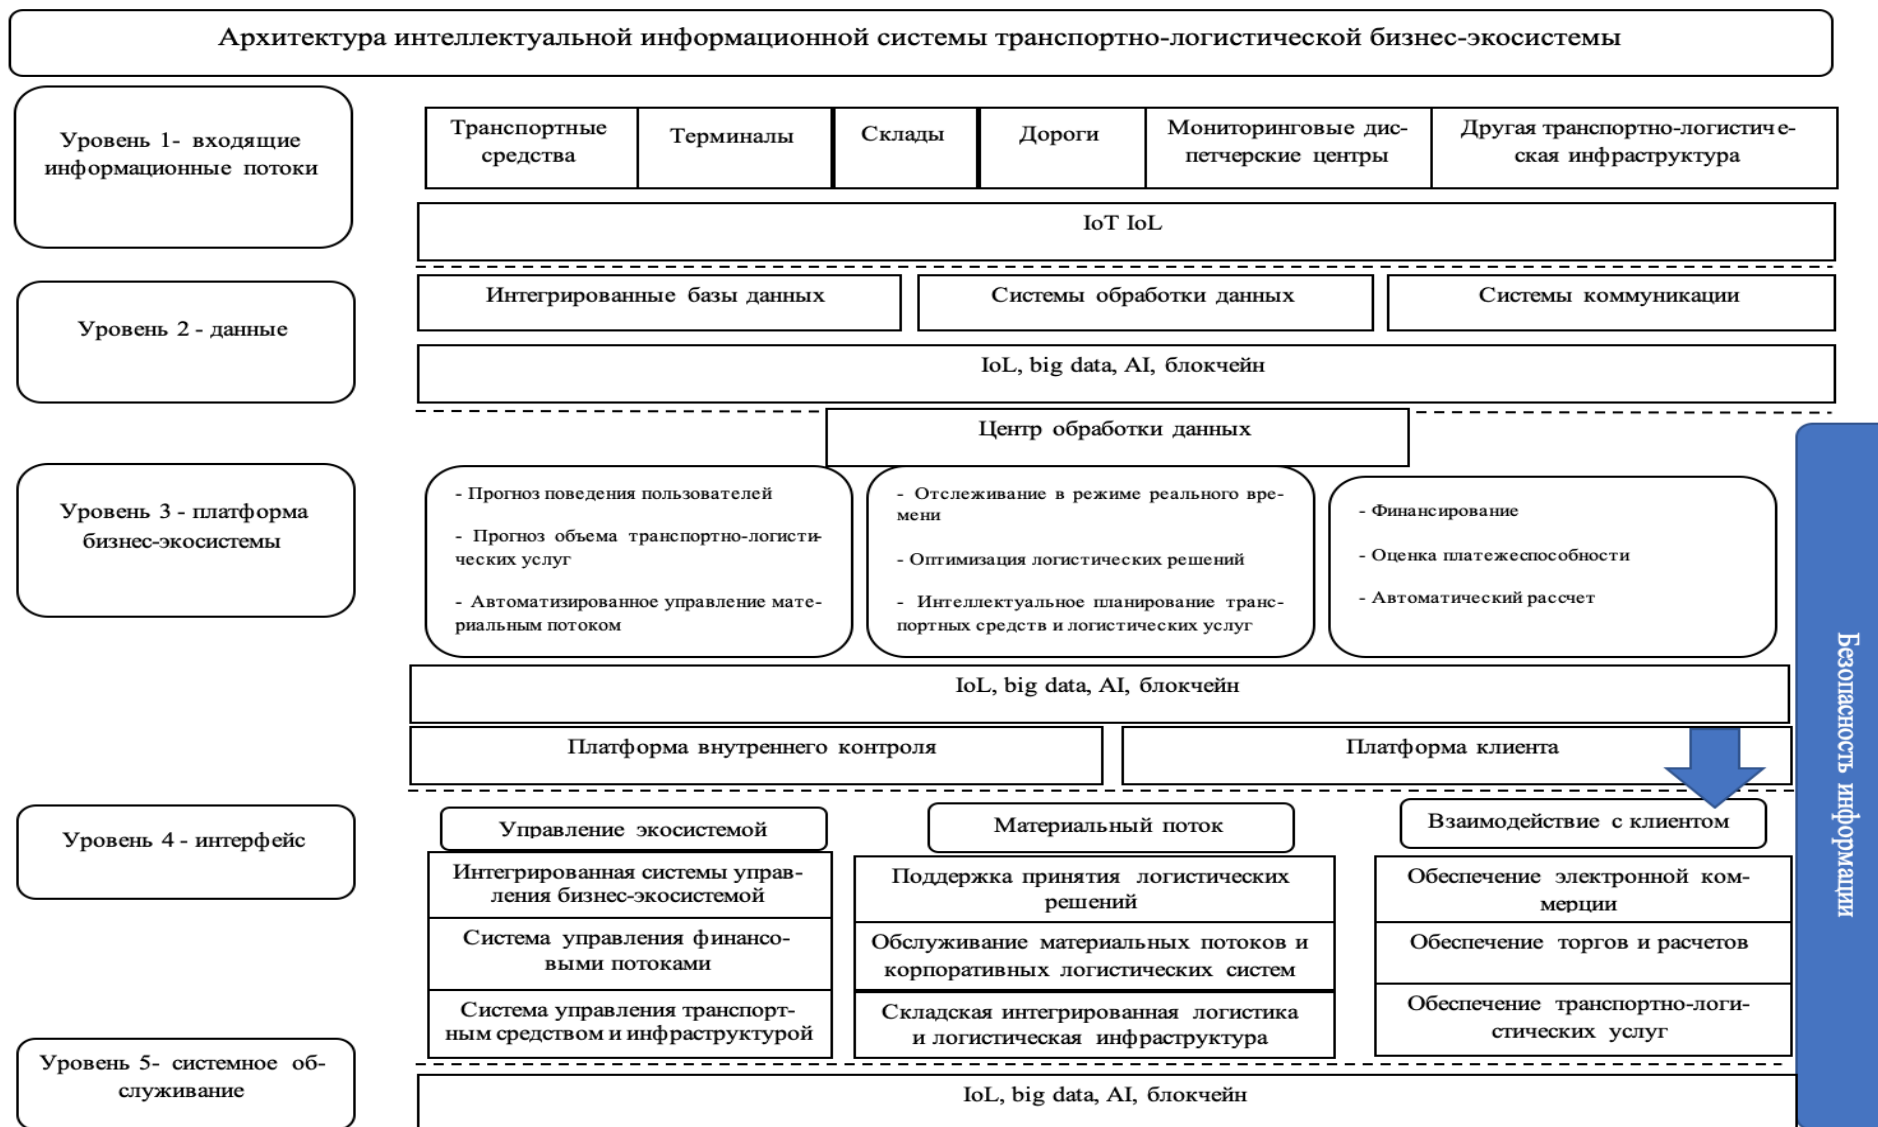 Архитектура интеллектуальной информационной системы транспортно-логистической бизнес-экосистемы
Уровень 1- входящие
информационные потоки
Транспортные
средства
Терминалы
Склады
Дороги
Мониторинговые дис-
петчерские центры
Другая транспортно-логистиче-
ская инфраструктура
IoT IoL
Уровень 2 - данные
Интегрированные базы данных
Системы обработки данных
Системы коммуникации
IoL, big data, AI, блокчейн
Центр обработки данных
Уровень 3 - платформа
бизнес-экосистемы
- Прогноз поведения пользователей
- Прогноз объема транспортно-логисти-
ческих услуг
- Автоматизированное управление мате-
риальным потоком
- Отслеживание в режиме реального вре-
мени
- Оптимизация логистических решений
- Интеллектуальное планирование транс-
портных средств и логистических услуг
- Финансирование
- Оценка платежеспособности
- Автоматический рассчет
IoL, big data, AI, блокчейн
Платформа внутреннего контроля
Платформа клиента
Уровень 4 - интерфейс
Управление экосистемой
Интегрированная системы управ-
ления бизнес-экосистемой
Система управления финансо-
выми потоками
Система управления транспорт-
ным средством и инфраструктурой
Материальный поток
Поддержка принятия логистических
решений
Обслуживание материальных потоков и
корпоративных логистических систем
Складская интегрированная логистика
и логистическая инфраструктура
Взаимодействие с клиентом
Обеспечение электронной ком-
мерции
Обеспечение торгов и расчетов
Обеспечение транспортно-логи-
стических услуг
Уровень 5- системное об-
служивание
IoL, big data, AI, блокчейн
Безопасность информации